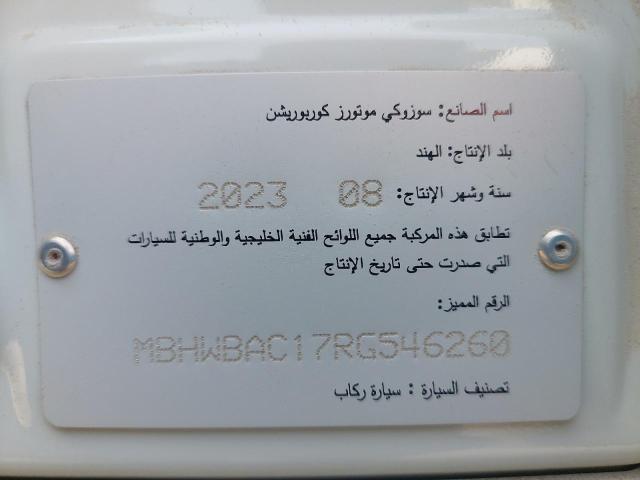 اسم الصانع: سوزوكي موتورز كوربوريشن
بلد الإنتاج: الهند
سنة وشهر الإنتاج: 08 2023
تطابق هذه المركبة جميع اللوائح الفنية الخليجية والوطنية للسيارات
التي صدرت حتى تاريخ الإنتاج
الرقم المميز:
MBHWBAC17RG546260
تصنيف السيارة : سيارة ركاب